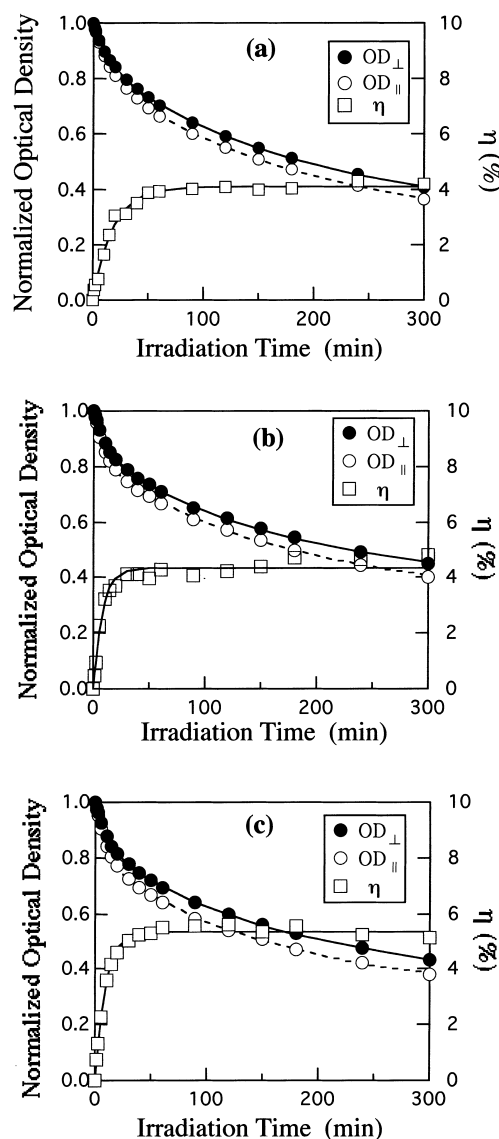 (a)
OD⊥
OD∥
η
Normalized Optical Density
1.0
0.8
0.6
0.4
0.2
0.0
10
8
6
4
2
0
η (%)
0
100
200
300
Irradiation Time (min)
(b)
OD⊥
OD∥
η
Normalized Optical Density
1.0
0.8
0.6
0.4
0.2
0.0
10
8
6
4
2
0
η (%)
0
100
200
300
Irradiation Time (min)
(c)
OD⊥
OD∥
η
Normalized Optical Density
1.0
0.8
0.6
0.4
0.2
0.0
10
8
6
4
2
0
η (%)
0
100
200
300
Irradiation Time (min)